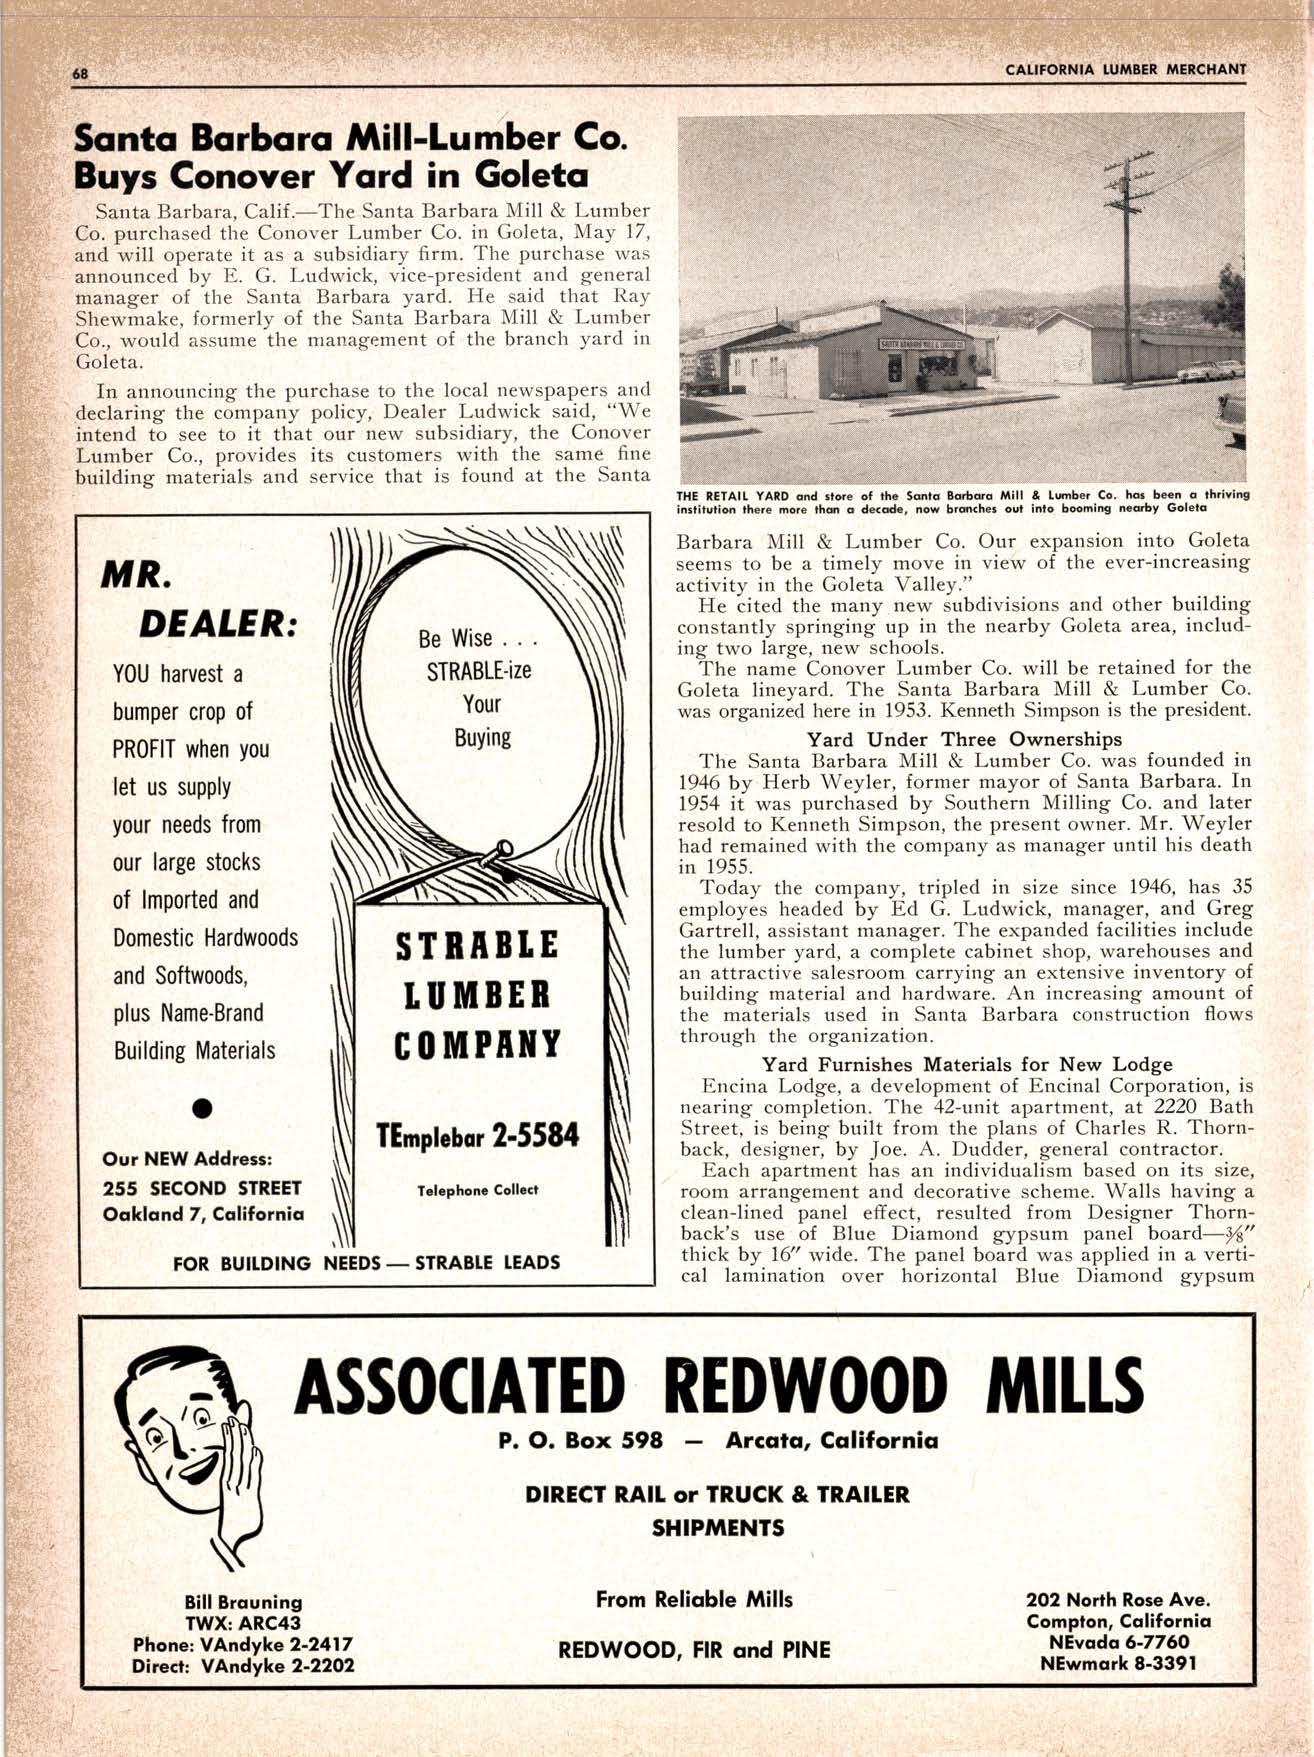 68
CALIFORNIA LUMBER MERCHANT
Santa Barbara Mill-Lumber Co.
Buys Conover Yard in Goleta
Santa Barbara, Calif.—The Santa Barbara Mill & Lumber
Co. purchased the Conover Lumber Co. in Goleta, May 17,
and will operate it as a subsidiary firm. The purchase was
announced by E. G. Ludwick, vice-president and general
manager of the Santa Barbara yard. He said that Ray
Shewmake, formerly of the Santa Barbara Mill & Lumber
Co., would assume the management of the branch yard in
Goleta.
In announcing the purchase to the local newspapers and
declaring the company policy, Dealer Ludwick said, “We
intend to see to it that our new subsidiary, the Conover
Lumber Co., provides its customers with the same fine
building materials and service that is found at the Santa
SANTA BARBARA MILL & LUMBER CO.
THE RETAIL YARD and store of the Santa Barbara Mill & Lumber Co. has been a thriving
institution there more than a decade, now branches out into booming nearby Goleta
Barbara Mill & Lumber Co. Our expansion into Goleta
seems to be a timely move in view of the ever-increasing
activity in the Goleta Valley.”
He cited the many new subdivisions and other building
constantly springing up in the nearby Goleta area, includ-
ing two large, new schools.
The name Conover Lumber Co. will be retained for the
Goleta lineyard. The Santa Barbara Mill & Lumber Co.
was organized here in 1953. Kenneth Simpson is the president.
Yard Under Three Ownerships
The Santa Barbara Mill & Lumber Co. was founded in
1946 by Herb Weyler, former mayor of Santa Barbara. In
1954 it was purchased by Southern Milling Co. and later
resold to Kenneth Simpson, the present owner. Mr. Weyler
had remained with the company as manager until his death
in 1955.
Today the company, tripled in size since 1946, has 35
employes headed by Ed G. Ludwick, manager, and Greg
Gartrell, assistant manager. The expanded facilities include
the lumber yard, a complete cabinet shop, warehouses and
an attractive salesroom carrying an extensive inventory of
building material and hardware. An increasing amount of
the materials used in Santa Barbara construction flows
through the organization.
Yard Furnishes Materials for New Lodge
Encina Lodge, a development of Encinal Corporation, is
nearing completion. The 42-unit apartment, at 2220 Bath
Street, is being built from the plans of Charles R. Thorn-
back, designer, by Joe. A. Dudder, general contractor.
Each apartment has an individualism based on its size,
room arrangement and decorative scheme. Walls having a
clean-lined panel effect, resulted from Designer Thorn-
back's use of Blue Diamond gypsum panel board—⅜″
thick by 16″ wide. The panel board was applied in a verti-
cal lamination over horizontal Blue Diamond gypsum
MR.
DEALER:
YOU harvest a
bumper crop of
PROFIT when you
let us supply
your needs from
our large stocks
of Imported and
Domestic Hardwoods
and Softwoods,
plus Name-Brand
Building Materials
Our NEW Address:
255 SECOND STREET
Oakland 7, California
Be Wise . . .
STRABLE-ize
Your
Buying
STRABLE
LUMBER
COMPANY
TEmplebar 2-5584
Telephone Collect
FOR BUILDING NEEDS — STRABLE LEADS
ASSOCIATED REDWOOD MILLS
P. O. Box 598 — Arcata, California
DIRECT RAIL or TRUCK & TRAILER
SHIPMENTS
Bill Brauning
TWX: ARC43
Phone: VAndyke 2-2417
Direct: VAndyke 2-2202
From Reliable Mills
REDWOOD, FIR and PINE
202 North Rose Ave.
Compton, California
NEvada 6-7760
NEwmark 8-3391